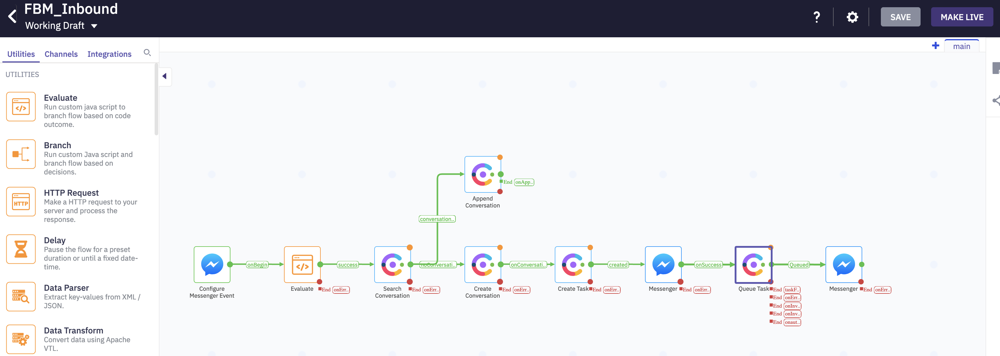 FBM_Inbound
Working Draft
?
SAVE
MAKE LIVE
Utilities
Channels
Integrations
+
main
UTILITIES
Evaluate
Run custom java script to
branch flow based on code
outcome.
Branch
Run custom Java script and
branch flow based on
decisions.
HTTP
HTTP Request
Make a HTTP request to your
server and process the
response.
Delay
Pause the flow for a preset
duration or until a fixed date-
time.
Data Parser
Extract key-values from XML /
JSON.
Data Transform
Convert data using Apache
VTL.
End onApp..
Append
Conversation
conversation..
onBegin
success
noConversati..
onConversati..
created
onSuccess
Queued
Configure
Messenger Event
Evaluate
End onErr..
Search
Conversation
End onErr..
Create
Conversation
End onErr..
Create Task
End onErr..
Messenger
End onErr..
Queue Task
End taskF..
End onErr..
End onInv..
End onInv..
End onaut..
Messenger
End onErr..